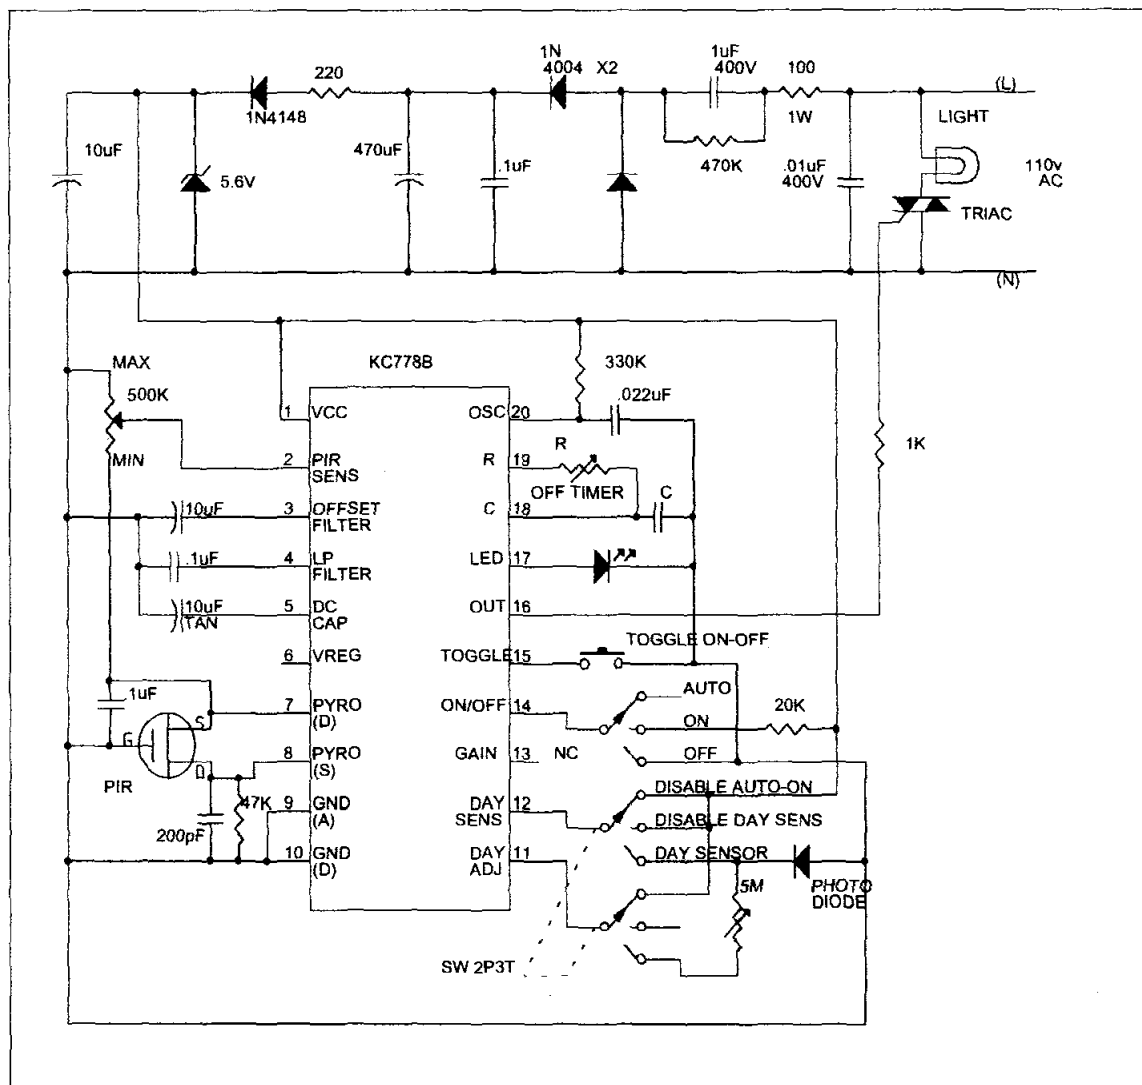 1N
4004 X2
1uF
400V
100
220
(L)
1N4148
1W
LIGHT
10uF
470uF
470K
.1uF
5.6V
.01uF
400V
110v
AC
TRIAC
(N)
MAX
KC778B
330K
500K
.022uF
1 VCC
OSC 20
R
1K
MIN
2 PIR
SENS
R 19
OFF TIMER
C
10uF
3 OFFSET
FILTER
C 18
.1uF
4 LP
FILTER
LED 17
10uF
TAN
5 DC
CAP
OUT 16
TOGGLE ON-OFF
6 VREG
TOGGLE 15
.1uF
AUTO
7 PYRO
(D)
ON/OFF 14
20K
S
ON
G
8 PYRO
(S)
GAIN 13
NC
OFF
D
PIR
DISABLE AUTO-ON
47K
9 GND
(A)
DAY
SENS 12
200pF
DISABLE DAY SENS
10 GND
(D)
DAY
ADJ 11
DAY SENSOR
5M
PHOTO
DIODE
SW 2P3T